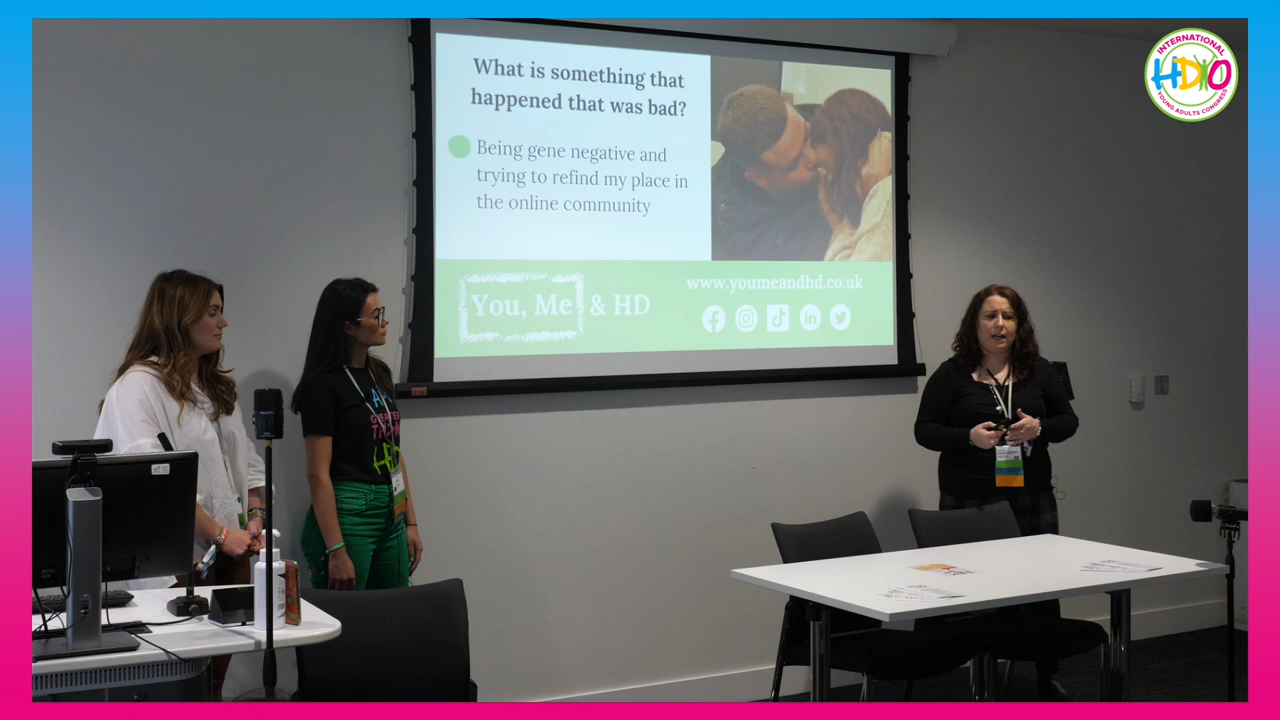 What is something that
happened that was bad?
Being gene negative and
trying to refind my place in
the online community
You, Me & HD
www.youmeandhd.co.uk
INTERNATIONAL
HDYO
YOUNG ADULTS CONGRESS